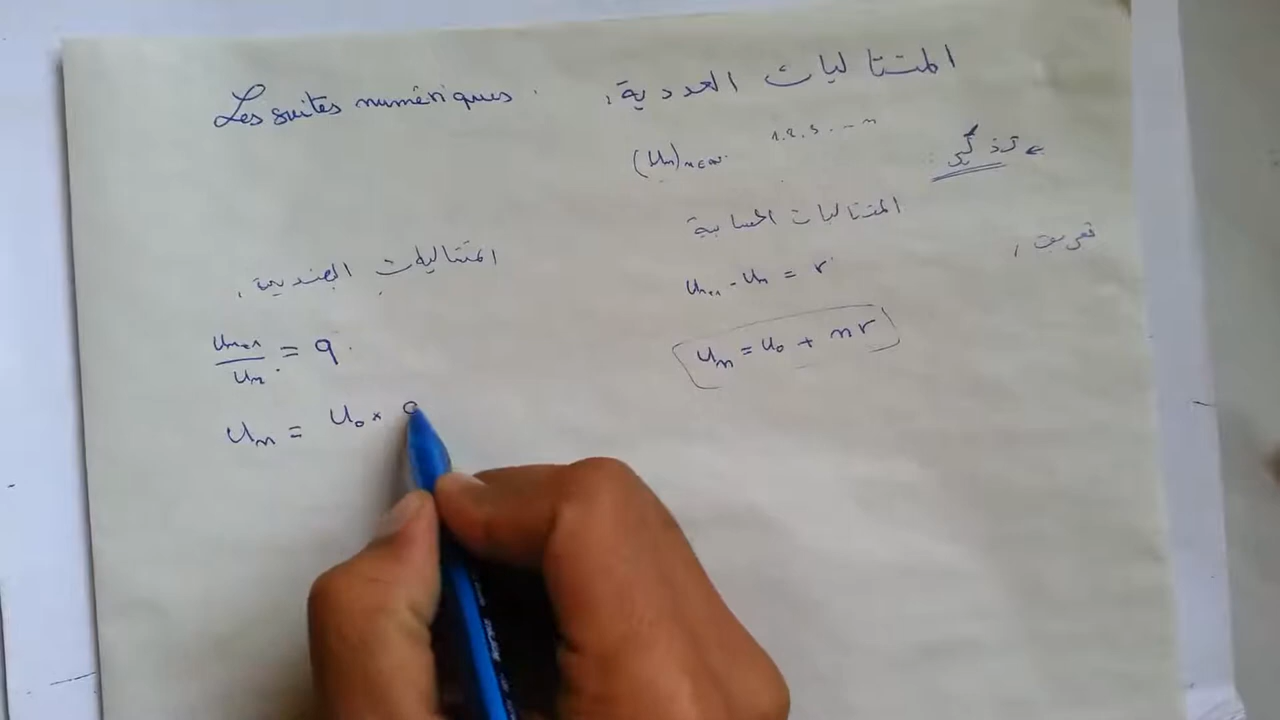 Les suites numériques. المتتاليات العددية:
1.2.3...n
(Un)n∈ℕ
← تذكير:
المتتاليات الحسابية
تعريف:
Un+1 - Un = r
Un = U0 + nr
المتتاليات الهندسية:
Un+1/Un = q.
Un = U0 × q